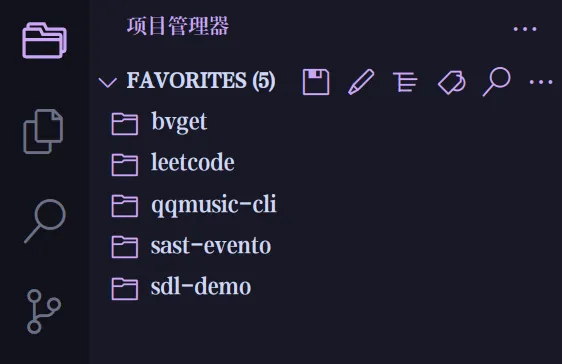 项目管理器
FAVORITES (5)
bvget
leetcode
qqmusic-cli
sast-evento
sdl-demo